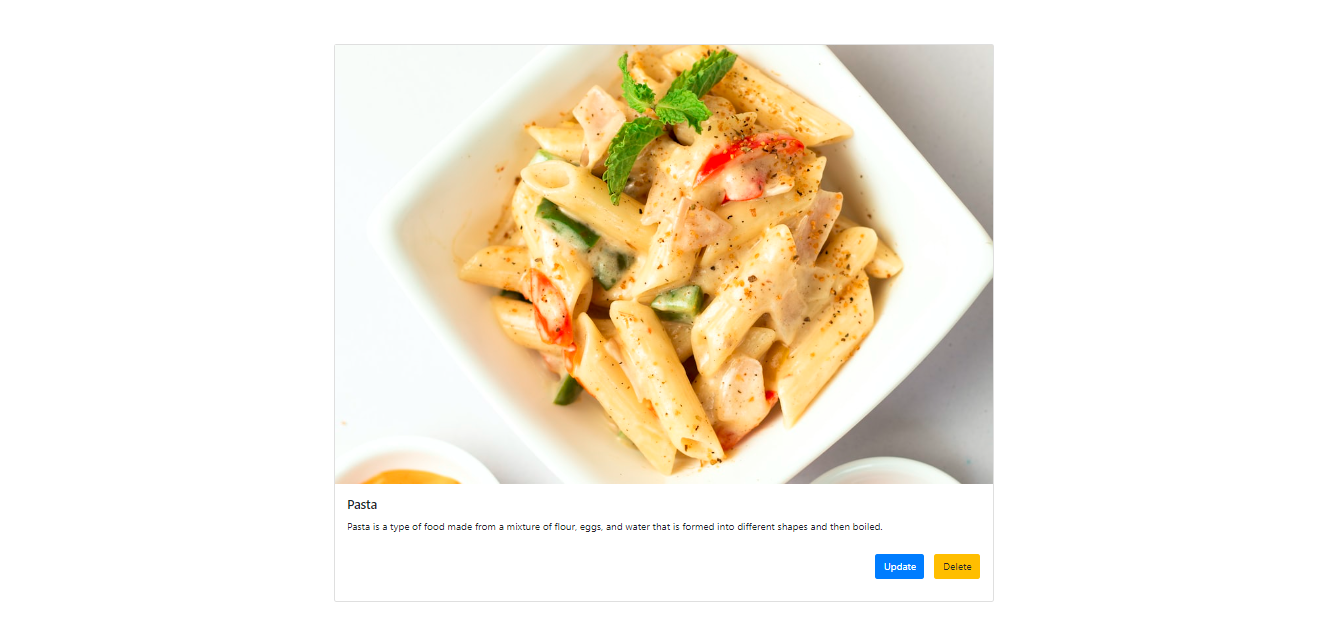 Pasta
Pasta is a type of food made from a mixture of flour, eggs, and water that is formed into different shapes and then boiled.
Update Delete